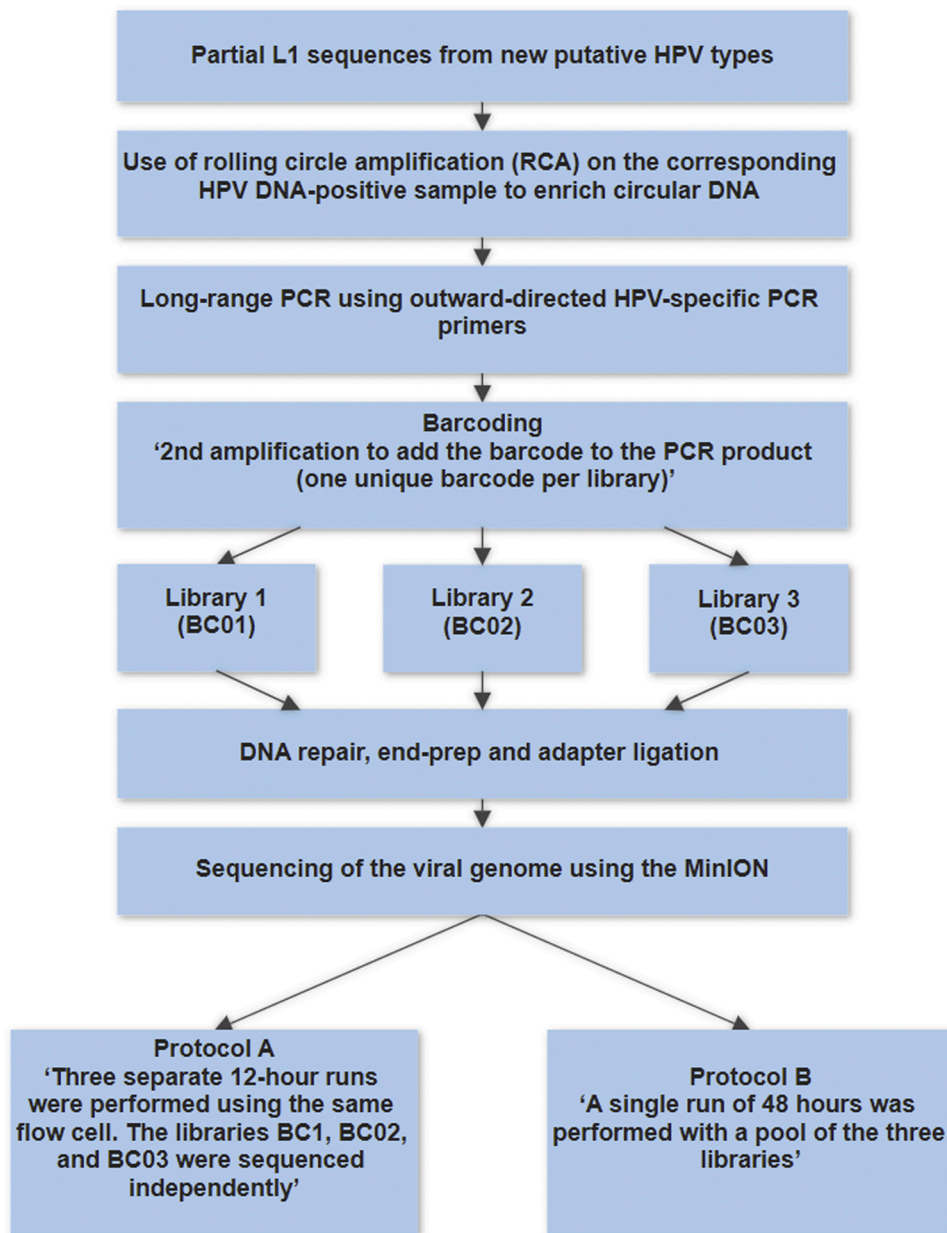 Partial L1 sequences from new putative HPV types
Use of rolling circle amplification (RCA) on the corresponding
HPV DNA-positive sample to enrich circular DNA
Long-range PCR using outward-directed HPV-specific PCR
primers
Barcoding
‘2nd amplification to add the barcode to the PCR product
(one unique barcode per library)’
Library 1
(BC01)
Library 2
(BC02)
Library 3
(BC03)
DNA repair, end-prep and adapter ligation
Sequencing of the viral genome using the MinION
Protocol A
‘Three separate 12-hour runs
were performed using the same
flow cell. The libraries BC1, BC02,
and BC03 were sequenced
independently’
Protocol B
‘A single run of 48 hours was
performed with a pool of the three
libraries’